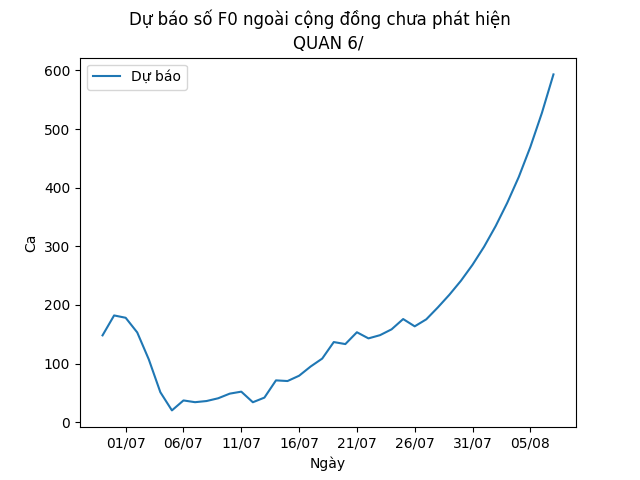 Dự báo số F0 ngoài cộng đồng chưa phát hiện
QUAN 6/
Dự báo
600
500
400
300
200
100
0
Ca
01/07 06/07 11/07 16/07 21/07 26/07 31/07 05/08
Ngày